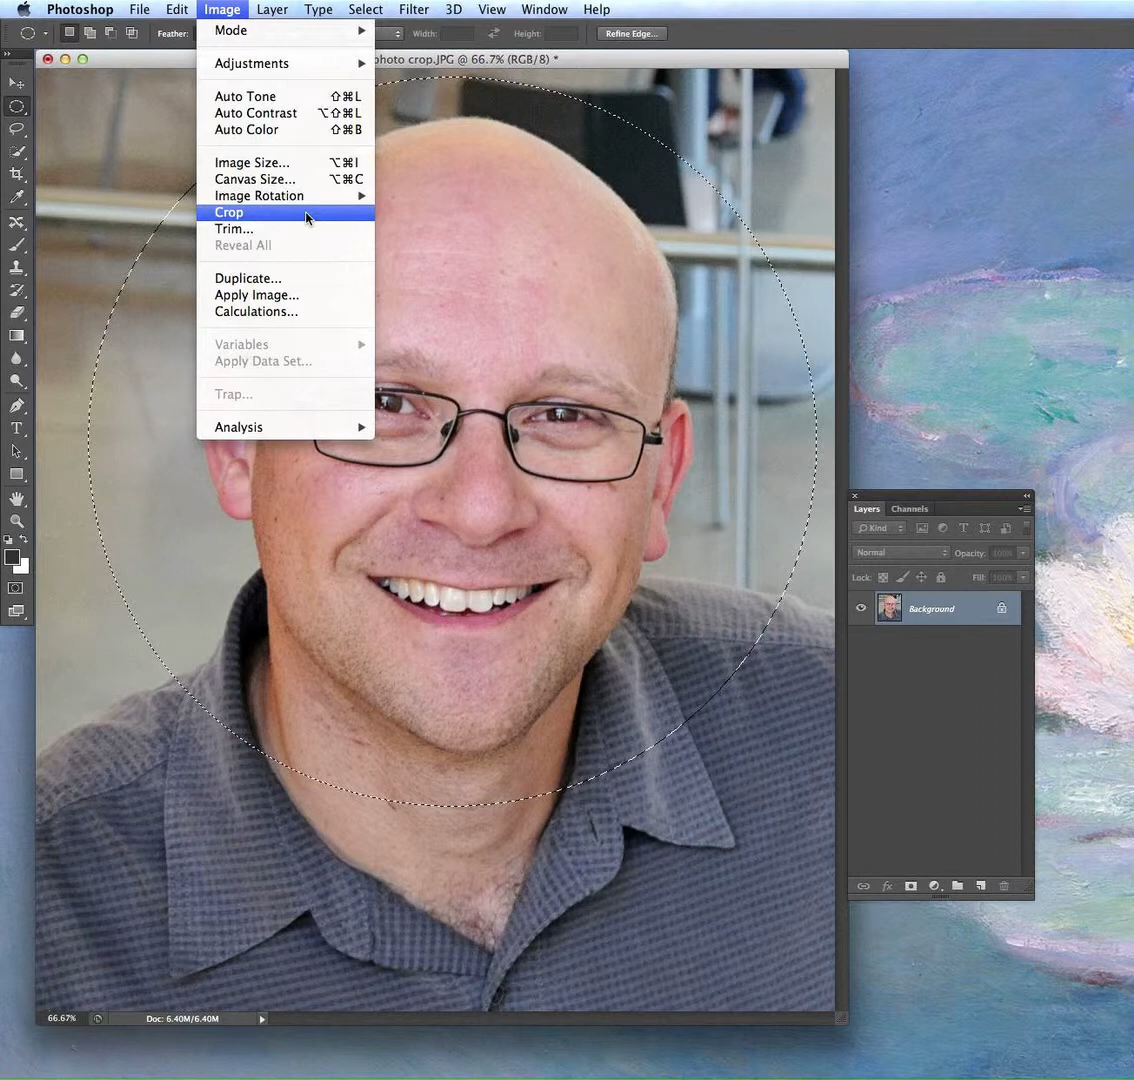 Photoshop File Edit Image Layer Type Select Filter 3D View Window Help
Feather: Width: Height: Refine Edge...
photo crop.JPG @ 66.7% (RGB/8) *
Mode
Adjustments
Auto Tone ⇧⌘L
Auto Contrast ⌥⇧⌘L
Auto Color ⇧⌘B
Image Size... ⌥⌘I
Canvas Size... ⌥⌘C
Image Rotation
Crop
Trim...
Reveal All
Duplicate...
Apply Image...
Calculations...
Variables
Apply Data Set...
Trap...
Analysis
Layers Channels
Kind
Normal Opacity: 100%
Lock: Fill: 100%
Background
66.67% Doc: 6.40M/6.40M